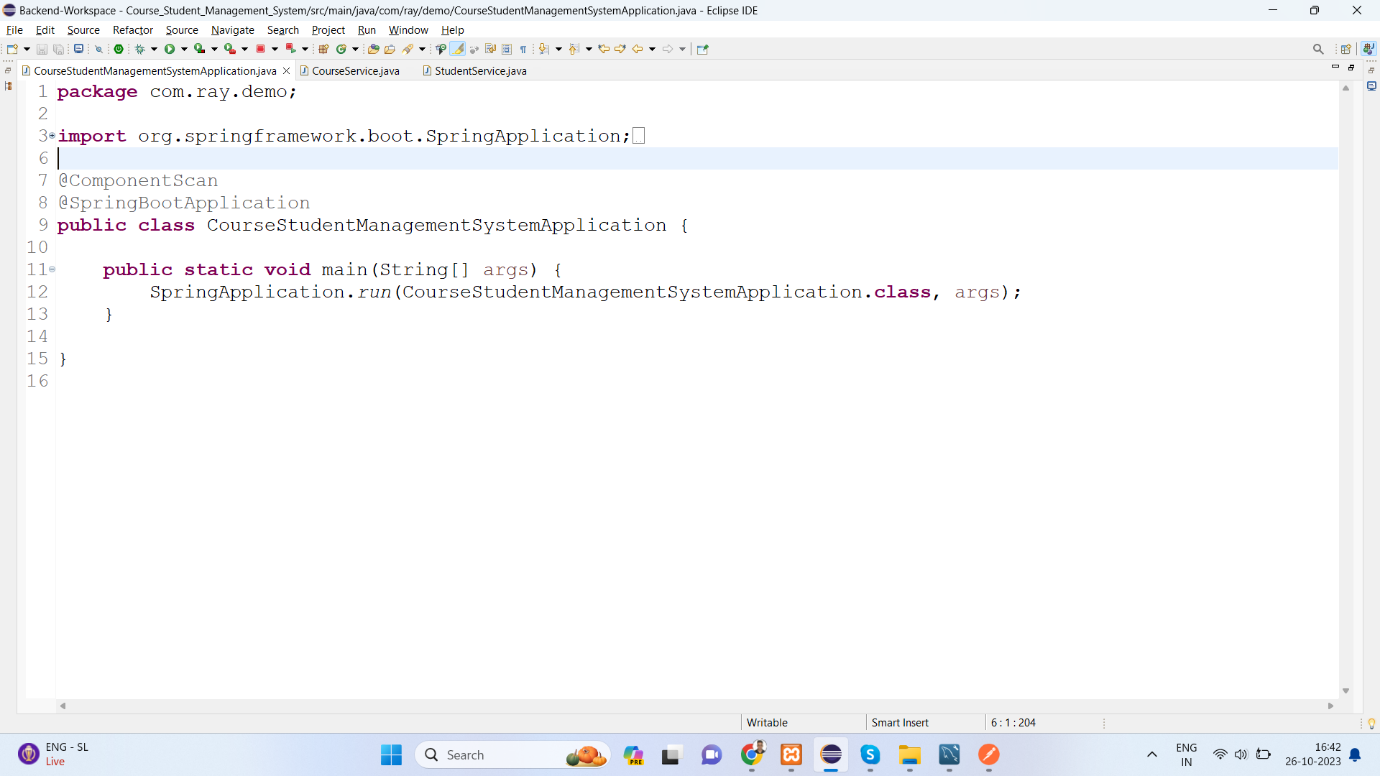 Backend-Workspace - Course_Student_Management_System/src/main/java/com/ray/demo/CourseStudentManagementSystemApplication.java - Eclipse IDE
File Edit Source Refactor Source Navigate Search Project Run Window Help
CourseStudentManagementSystemApplication.java CourseService.java StudentService.java
1 package com.ray.demo;
2
3 import org.springframework.boot.SpringApplication;
6
7 @ComponentScan
8 @SpringBootApplication
9 public class CourseStudentManagementSystemApplication {
10
11 public static void main(String[] args) {
12 SpringApplication.run(CourseStudentManagementSystemApplication.class, args);
13 }
14
15 }
16
Writable Smart Insert 6 : 1 : 204
ENG - SL
Live
Search
PRE
ENG
IN
16:42
26-10-2023